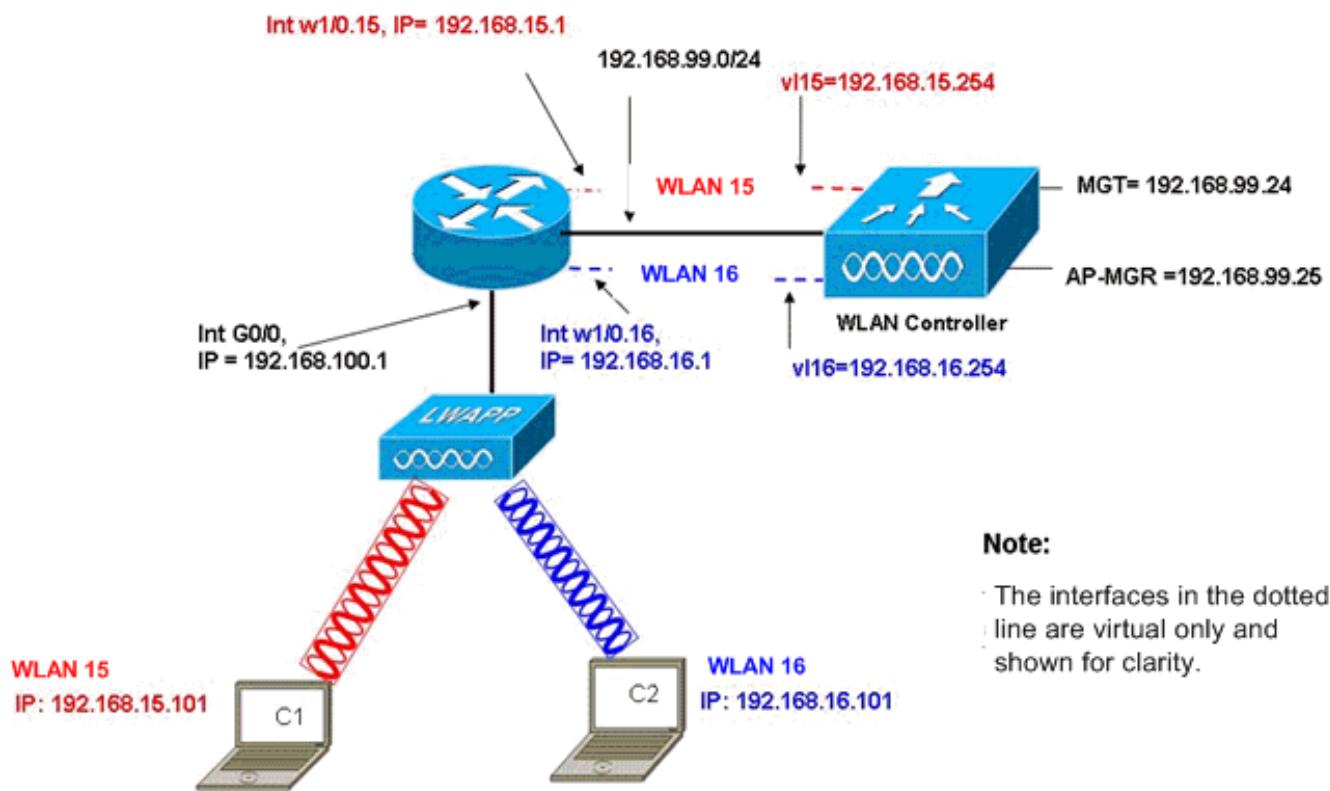 Int w1/0.15, IP= 192.168.15.1
192.168.99.0/24
vl15=192.168.15.254
WLAN 15
MGT= 192.168.99.24
WLAN 16
AP-MGR =192.168.99.25
WLAN Controller
Int G0/0,
IP = 192.168.100.1
Int w1/0.16,
IP= 192.168.16.1
vl16=192.168.16.254
LWAPP
Note:
The interfaces in the dotted
line are virtual only and
shown for clarity.
WLAN 15
IP: 192.168.15.101
C1
C2
WLAN 16
IP: 192.168.16.101